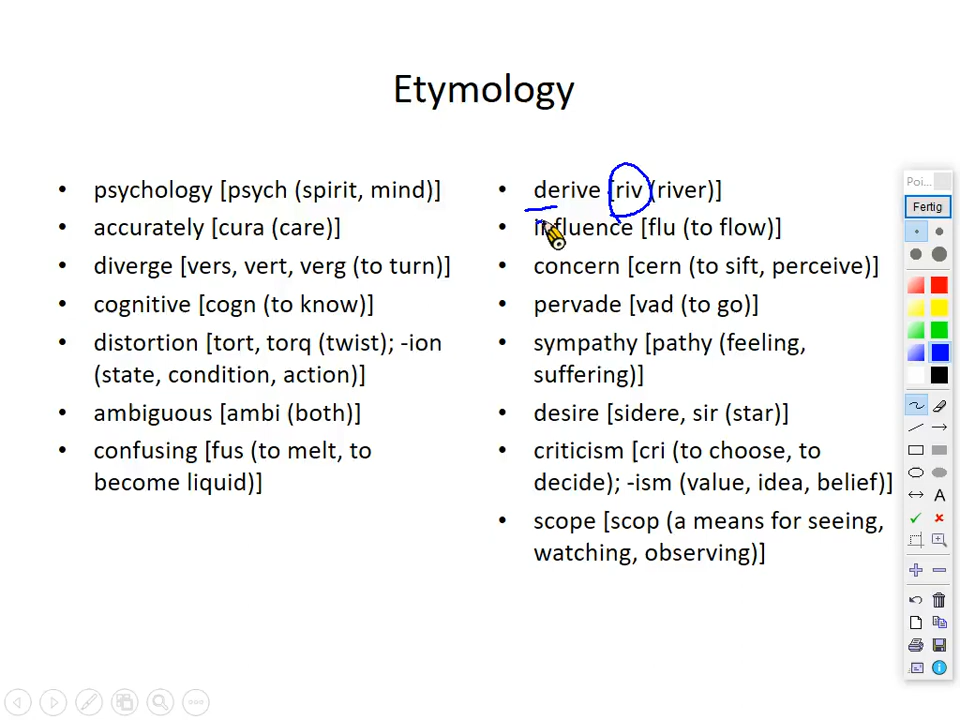 Etymology
• psychology [psych (spirit, mind)]
• accurately [cura (care)]
• diverge [vers, vert, verg (to turn)]
• cognitive [cogn (to know)]
• distortion [tort, torq (twist); -ion
(state, condition, action)]
• ambiguous [ambi (both)]
• confusing [fus (to melt, to
become liquid)]
• derive [riv (river)]
• influence [flu (to flow)]
• concern [cern (to sift, perceive)]
• pervade [vad (to go)]
• sympathy [pathy (feeling,
suffering)]
• desire [sidere, sir (star)]
• criticism [cri (to choose, to
decide); -ism (value, idea, belief)]
• scope [scop (a means for seeing,
watching, observing)]
Poi...
Fertig
A